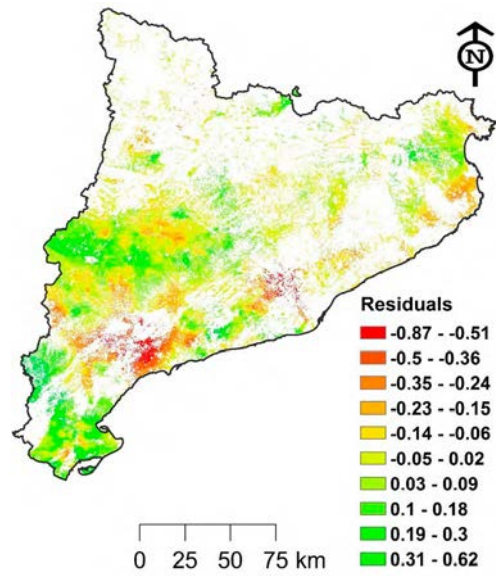 N
Residuals
-0.87 - -0.51
-0.5 - -0.36
-0.35 - -0.24
-0.23 - -0.15
-0.14 - -0.06
-0.05 - 0.02
0.03 - 0.09
0.1 - 0.18
0.19 - 0.3
0.31 - 0.62
0 25 50 75 km